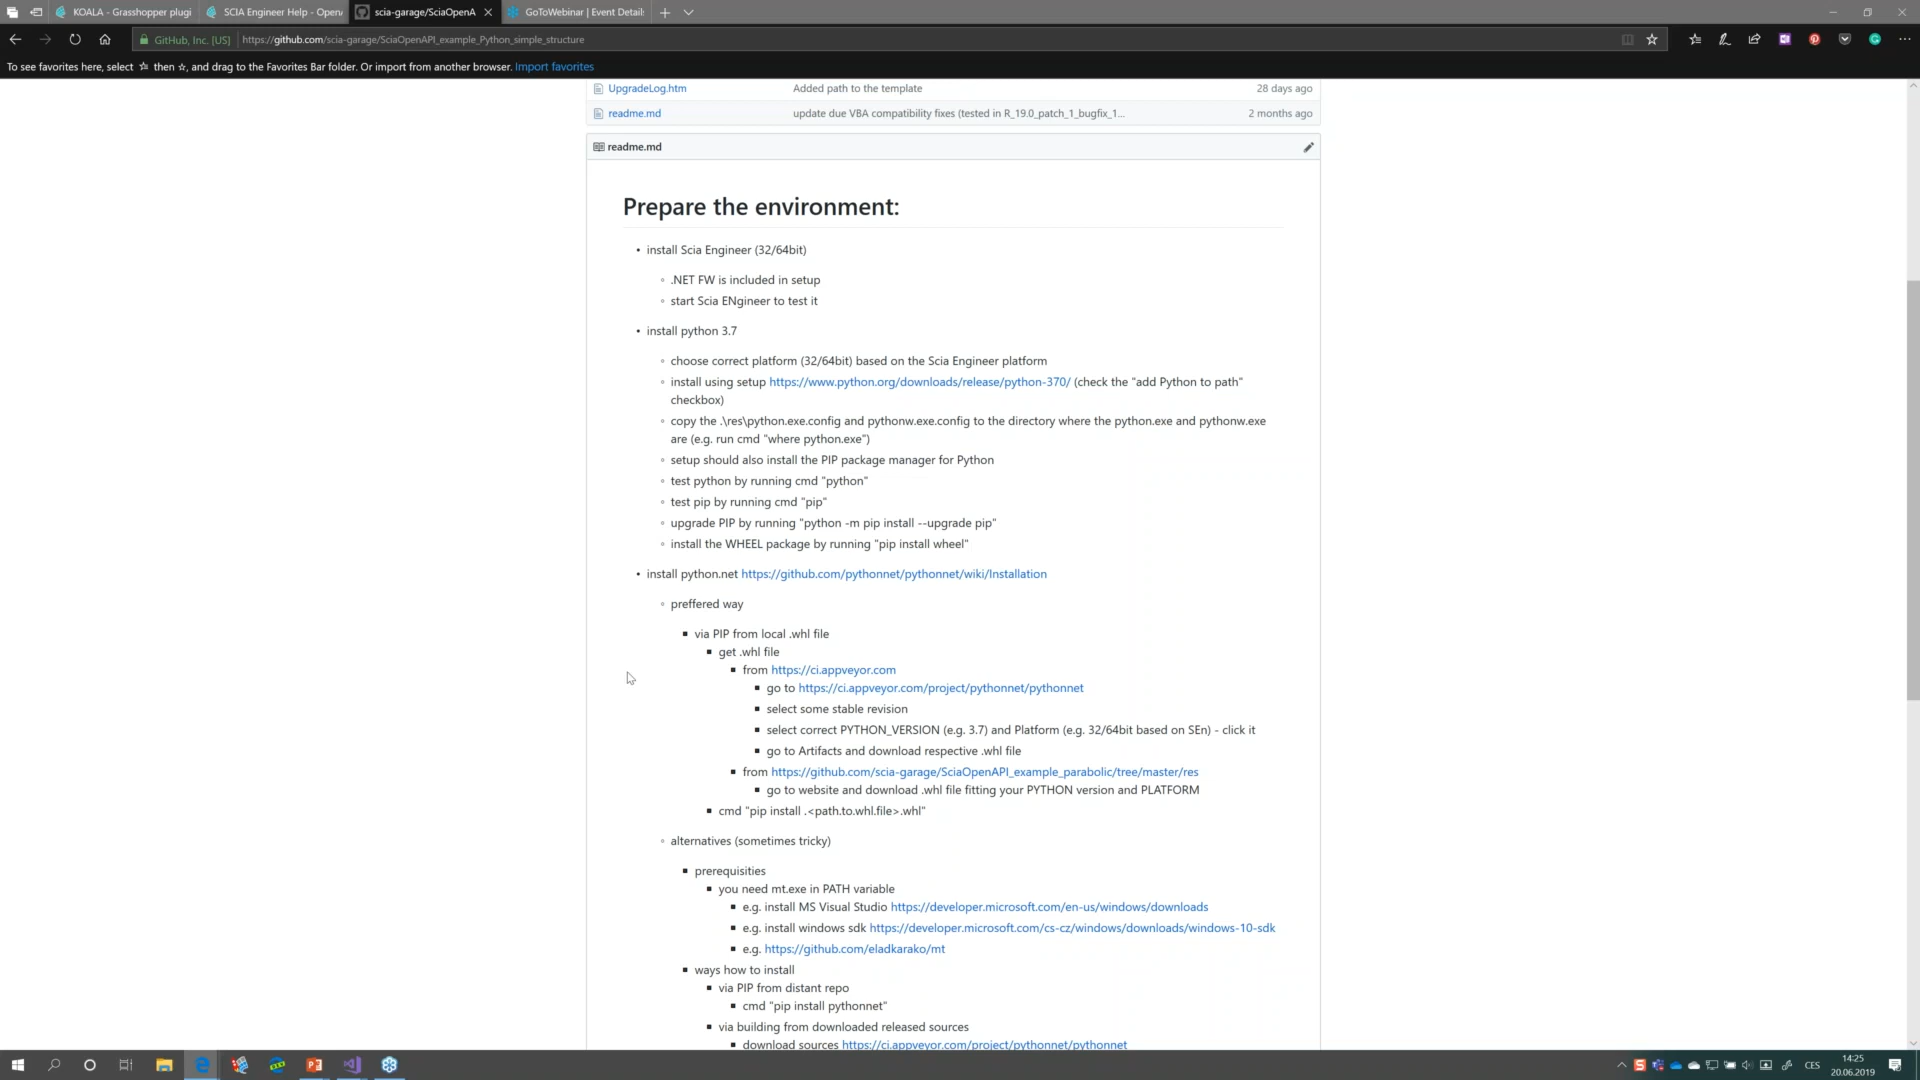 KOALA - Grasshopper plugi
SCIA Engineer Help - Open
scia-garage/SciaOpenA
GoToWebinar | Event Details
GitHub, Inc. [US]
https://github.com/scia-garage/SciaOpenAPI_example_Python_simple_structure
To see favorites here, select then ☆, and drag to the Favorites Bar folder. Or import from another browser. Import favorites
UpgradeLog.htm Added path to the template 28 days ago
readme.md update due VBA compatibility fixes (tested in R_19.0_patch_1_bugfix_1... 2 months ago
readme.md
Prepare the environment:
install Scia Engineer (32/64bit)
.NET FW is included in setup
start Scia ENgineer to test it
install python 3.7
choose correct platform (32/64bit) based on the Scia Engineer platform
install using setup https://www.python.org/downloads/release/python-370/ (check the "add Python to path"
checkbox)
copy the .\res\python.exe.config and pythonw.exe.config to the directory where the python.exe and pythonw.exe
are (e.g. run cmd "where python.exe")
setup should also install the PIP package manager for Python
test python by running cmd "python"
test pip by running cmd "pip"
upgrade PIP by running "python -m pip install --upgrade pip"
install the WHEEL package by running "pip install wheel"
install python.net https://github.com/pythonnet/pythonnet/wiki/Installation
preffered way
via PIP from local .whl file
get .whl file
from https://ci.appveyor.com
go to https://ci.appveyor.com/project/pythonnet/pythonnet
select some stable revision
select correct PYTHON_VERSION (e.g. 3.7) and Platform (e.g. 32/64bit based on SEn) - click it
go to Artifacts and download respective .whl file
from https://github.com/scia-garage/SciaOpenAPI_example_parabolic/tree/master/res
go to website and download .whl file fitting your PYTHON version and PLATFORM
cmd "pip install .<path.to.whl.file>.whl"
alternatives (sometimes tricky)
prerequisities
you need mt.exe in PATH variable
e.g. install MS Visual Studio https://developer.microsoft.com/en-us/windows/downloads
e.g. install windows sdk https://developer.microsoft.com/cs-cz/windows/downloads/windows-10-sdk
e.g. https://github.com/eladkarako/mt
ways how to install
via PIP from distant repo
cmd "pip install pythonnet"
via building from downloaded released sources
download sources https://ci.appveyor.com/project/pythonnet/pythonnet
CES
14:25
20.06.2019